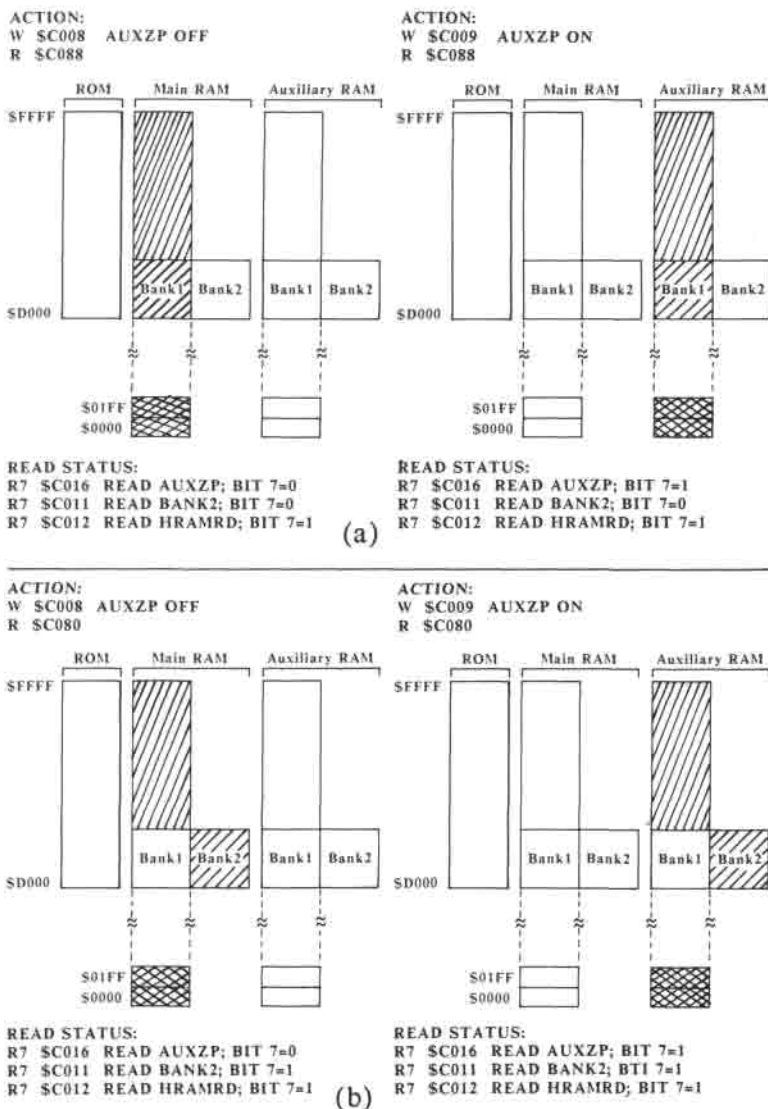 ACTION:
W $C008 AUXZP OFF
R $C088
ROM Main RAM Auxiliary RAM
$FFFF
Bank1 Bank2 Bank1 Bank2
$D000
$01FF
$0000
READ STATUS:
R7 $C016 READ AUXZP; BIT 7=0
R7 $C011 READ BANK2; BIT 7=0
R7 $C012 READ HRAMRD; BIT 7=1
ACTION:
W $C009 AUXZP ON
R $C088
ROM Main RAM Auxiliary RAM
$FFFF
Bank1 Bank2 Bank1 Bank2
$D000
$01FF
$0000
READ STATUS:
R7 $C016 READ AUXZP; BIT 7=1
R7 $C011 READ BANK2; BIT 7=0
R7 $C012 READ HRAMRD; BIT 7=1
(a)
ACTION:
W $C008 AUXZP OFF
R $C080
ROM Main RAM Auxiliary RAM
$FFFF
Bank1 Bank2 Bank1 Bank2
$D000
$01FF
$0000
READ STATUS:
R7 $C016 READ AUXZP; BIT 7=0
R7 $C011 READ BANK2; BIT 7=1
R7 $C012 READ HRAMRD; BIT 7=1
ACTION:
W $C009 AUXZP ON
R $C080
ROM Main RAM Auxiliary RAM
$FFFF
Bank1 Bank2 Bank1 Bank2
$D000
$01FF
$0000
READ STATUS:
R7 $C016 READ AUXZP; BIT 7=1
R7 $C011 READ BANK2; BTI 7=1
R7 $C012 READ HRAMRD; BIT 7=1
(b)